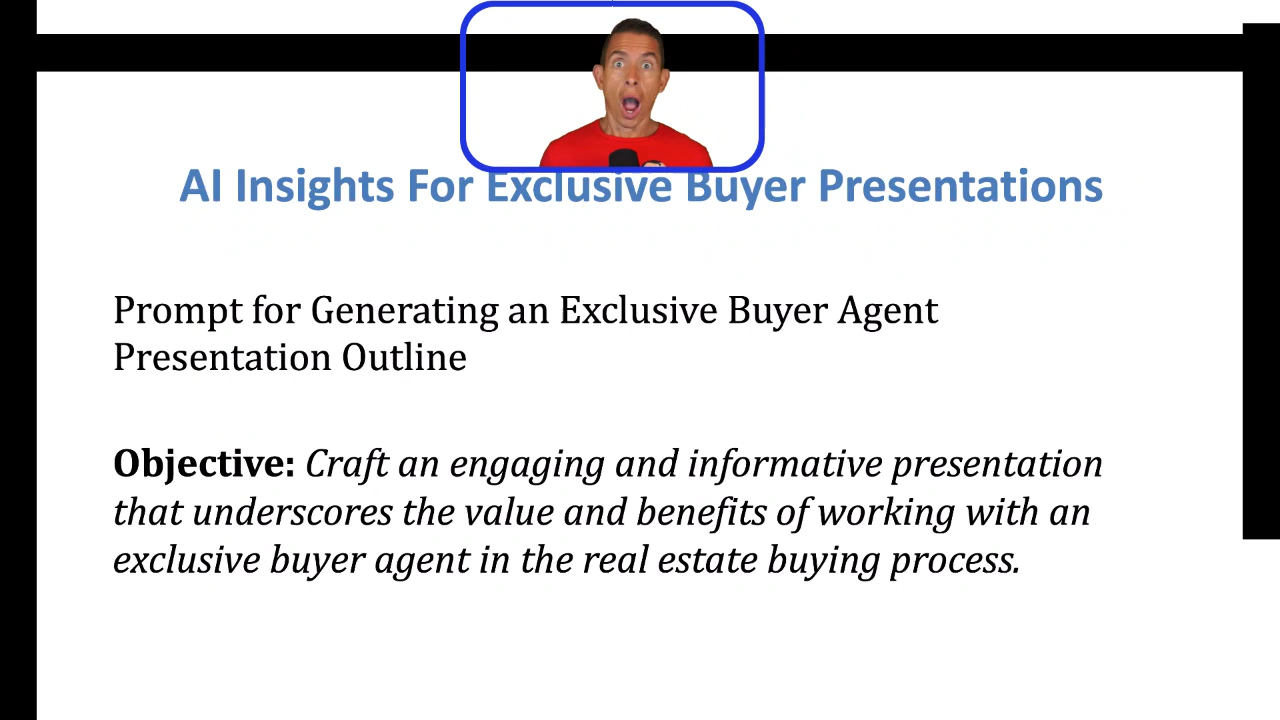 AI Insights For Exclusive Buyer Presentations
Prompt for Generating an Exclusive Buyer Agent
Presentation Outline
Objective: Craft an engaging and informative presentation
that underscores the value and benefits of working with an
exclusive buyer agent in the real estate buying process.